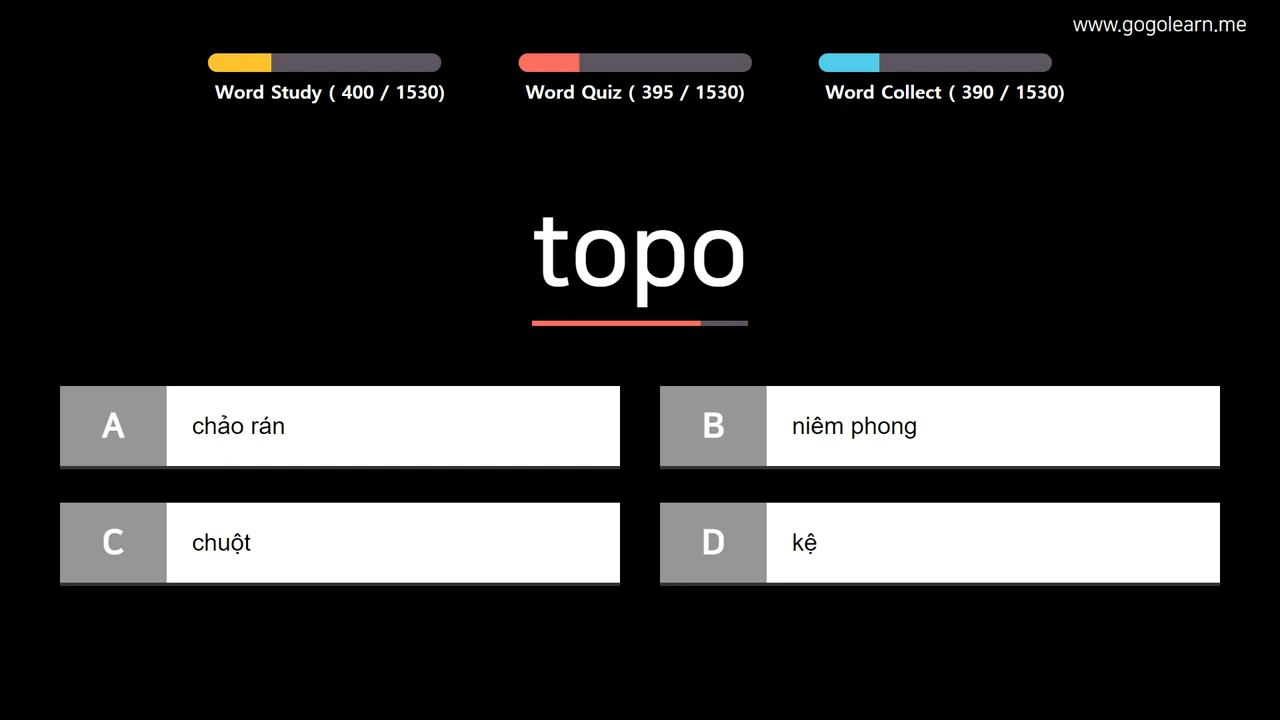 www.gogolearn.me
Word Study ( 400 / 1530)
Word Quiz ( 395 / 1530)
Word Collect ( 390 / 1530)
topo
A
chảo rán
B
niêm phong
C
chuột
D
kệ